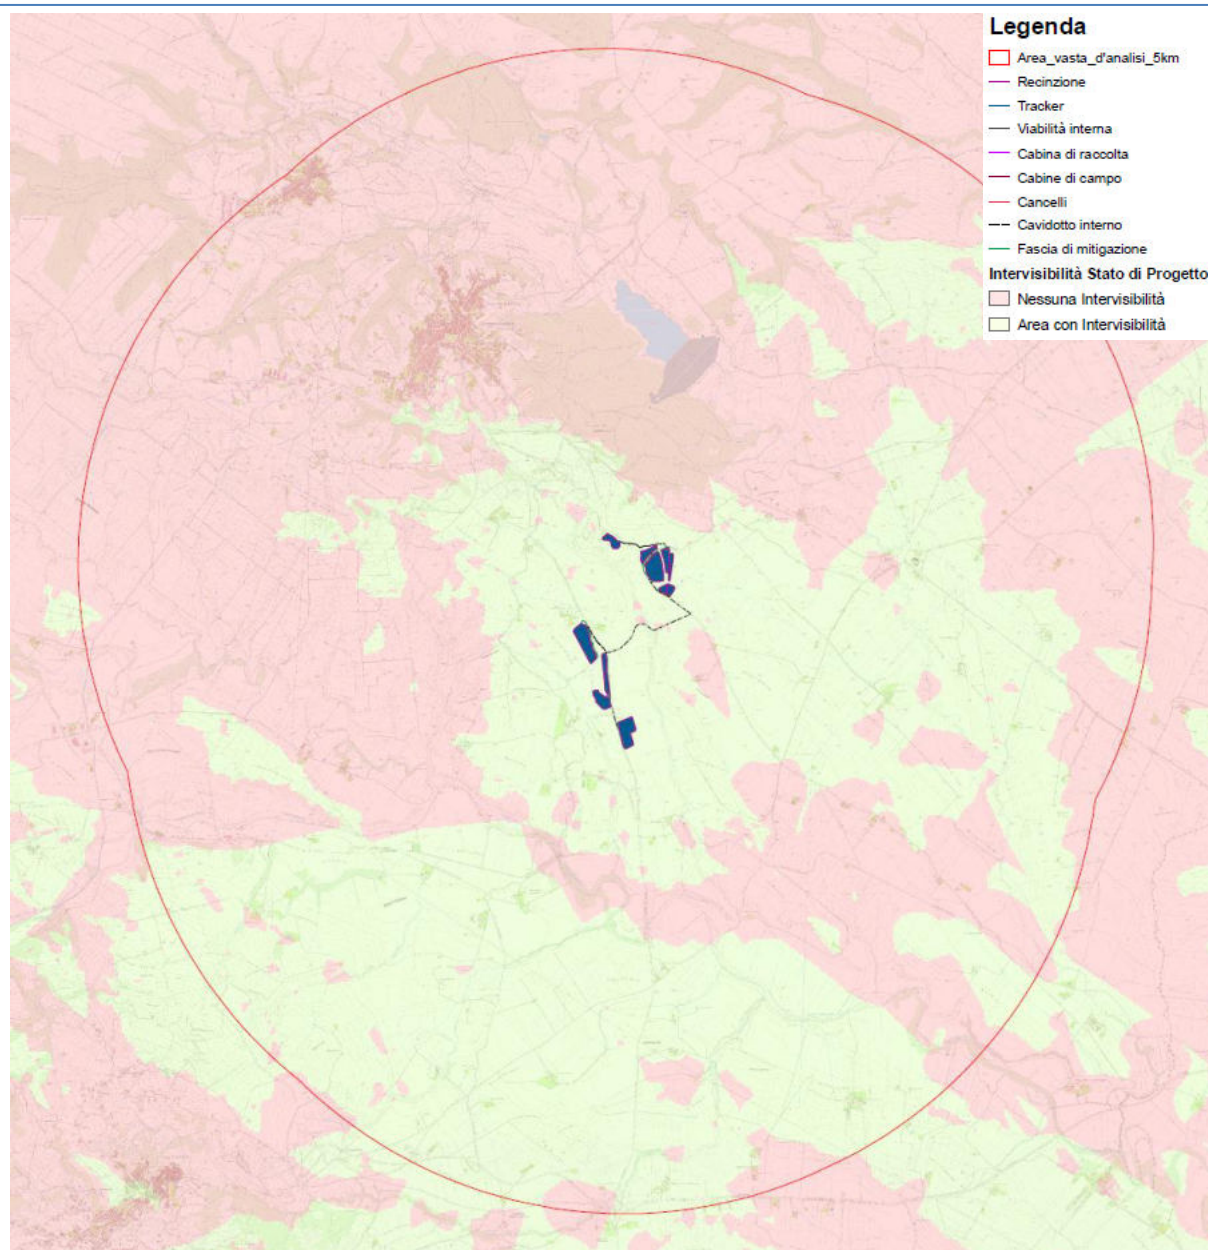 Legenda
Area_vasta_d'analisi_5km
Recinzione
Tracker
Viabilità interna
Cabina di raccolta
Cabine di campo
Cancelli
Cavidotto interno
Fascia di mitigazione
Intervisibilità Stato di Progetto
Nessuna Intervisibilità
Area con Intervisibilità